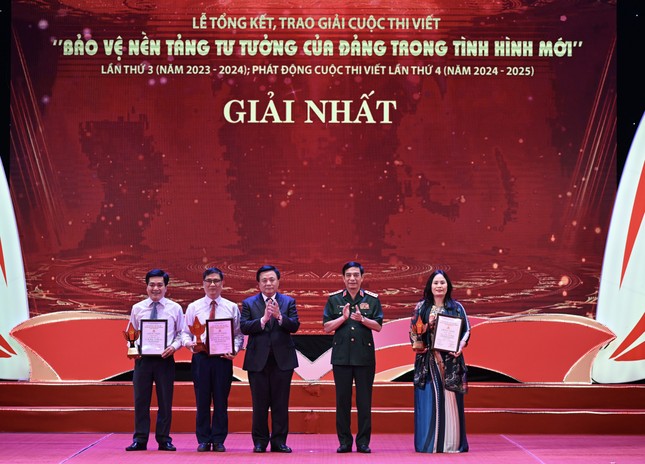 LỄ TỔNG KẾT, TRAO GIẢI CUỘC THI VIẾT
"BẢO VỆ NỀN TẢNG TƯ TƯỞNG CỦA ĐẢNG TRONG TÌNH HÌNH MỚI"
LẦN THỨ 3 (NĂM 2023 - 2024); PHÁT ĐỘNG CUỘC THI VIẾT LẦN THỨ 4 (NĂM 2024 - 2025)
GIẢI NHẤT